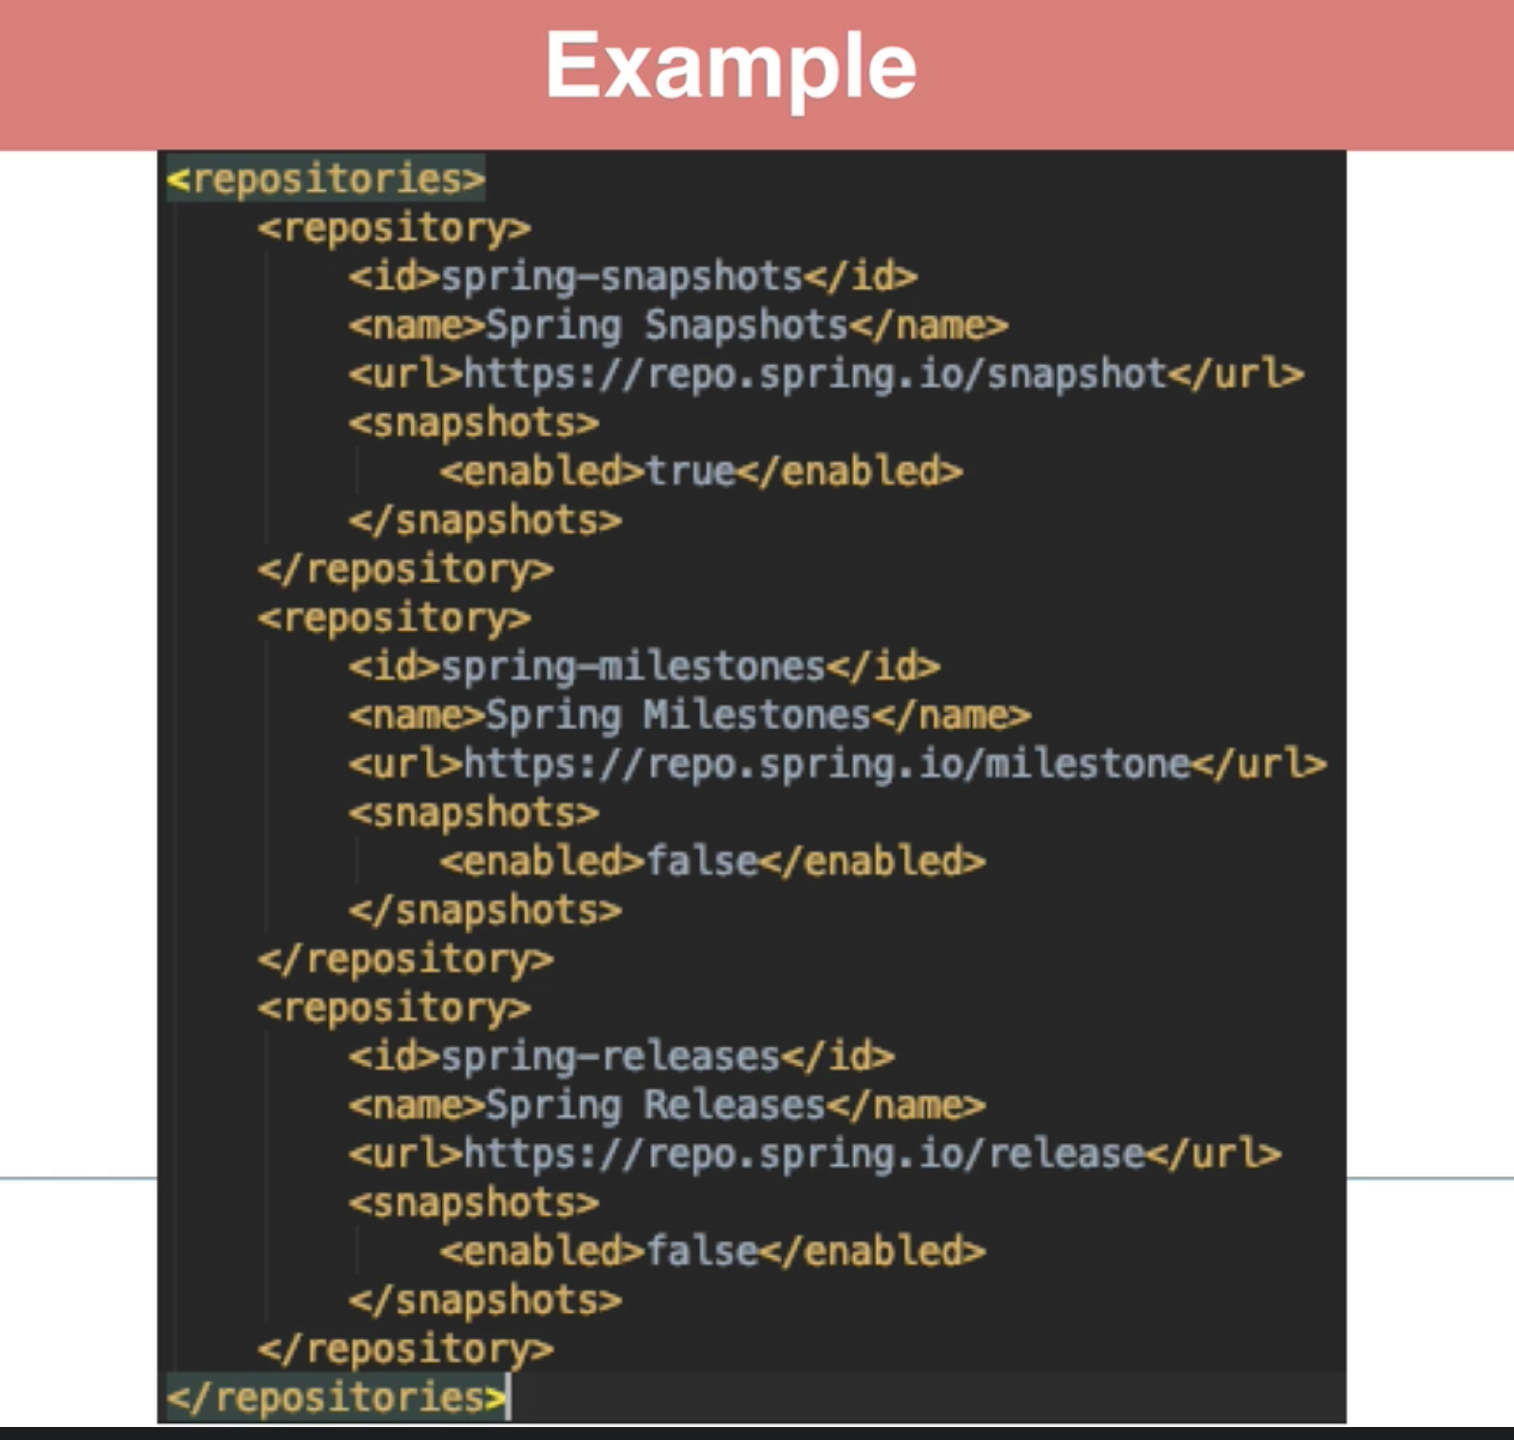 Example
<repositories>
    <repository>
        <id>spring-snapshots</id>
        <name>Spring Snapshots</name>
        <url>https://repo.spring.io/snapshot</url>
        <snapshots>
            <enabled>true</enabled>
        </snapshots>
    </repository>
    <repository>
        <id>spring-milestones</id>
        <name>Spring Milestones</name>
        <url>https://repo.spring.io/milestone</url>
        <snapshots>
            <enabled>false</enabled>
        </snapshots>
    </repository>
    <repository>
        <id>spring-releases</id>
        <name>Spring Releases</name>
        <url>https://repo.spring.io/release</url>
        <snapshots>
            <enabled>false</enabled>
        </snapshots>
    </repository>
</repositories>